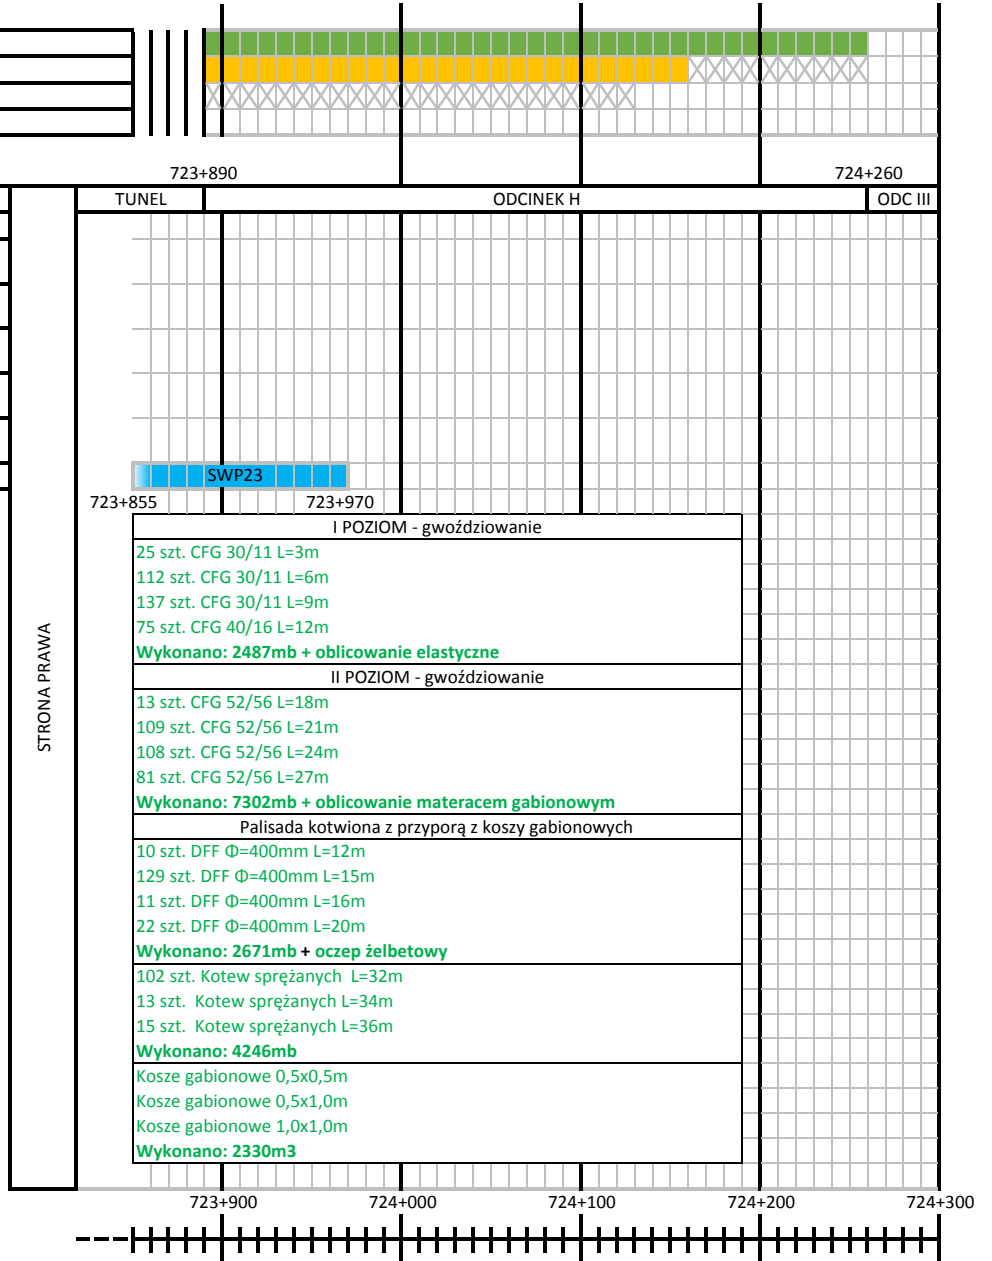 723+890
724+260
TUNEL
ODCINEK H
ODC III
SWP23
723+855
723+970
STRONA PRAWA
I POZIOM - gwoździowanie
25 szt. CFG 30/11 L=3m
112 szt. CFG 30/11 L=6m
137 szt. CFG 30/11 L=9m
75 szt. CFG 40/16 L=12m
Wykonano: 2487mb + oblicowanie elastyczne
II POZIOM - gwoździowanie
13 szt. CFG 52/56 L=18m
109 szt. CFG 52/56 L=21m
108 szt. CFG 52/56 L=24m
81 szt. CFG 52/56 L=27m
Wykonano: 7302mb + oblicowanie materacem gabionowym
Palisada kotwiona z przyporą z koszy gabionowych
10 szt. DFF Φ=400mm L=12m
129 szt. DFF Φ=400mm L=15m
11 szt. DFF Φ=400mm L=16m
22 szt. DFF Φ=400mm L=20m
Wykonano: 2671mb + oczep żelbetowy
102 szt. Kotew sprężanych L=32m
13 szt. Kotew sprężanych L=34m
15 szt. Kotew sprężanych L=36m
Wykonano: 4246mb
Kosze gabionowe 0,5x0,5m
Kosze gabionowe 0,5x1,0m
Kosze gabionowe 1,0x1,0m
Wykonano: 2330m3
723+900
724+000
724+100
724+200
724+300